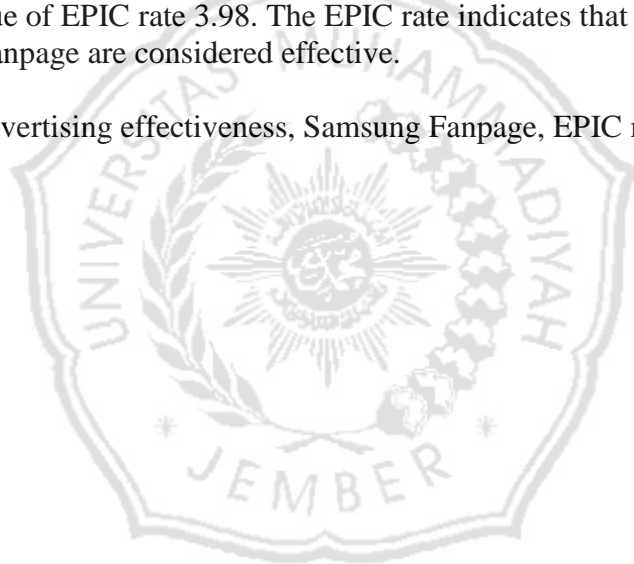 ue of EPIC rate 3.98. The EPIC rate indicates that
anpage are considered effective.
vertising effectiveness, Samsung Fanpage, EPIC r
UNIVERSITAS MUHAMMADIYAH
JEMBER